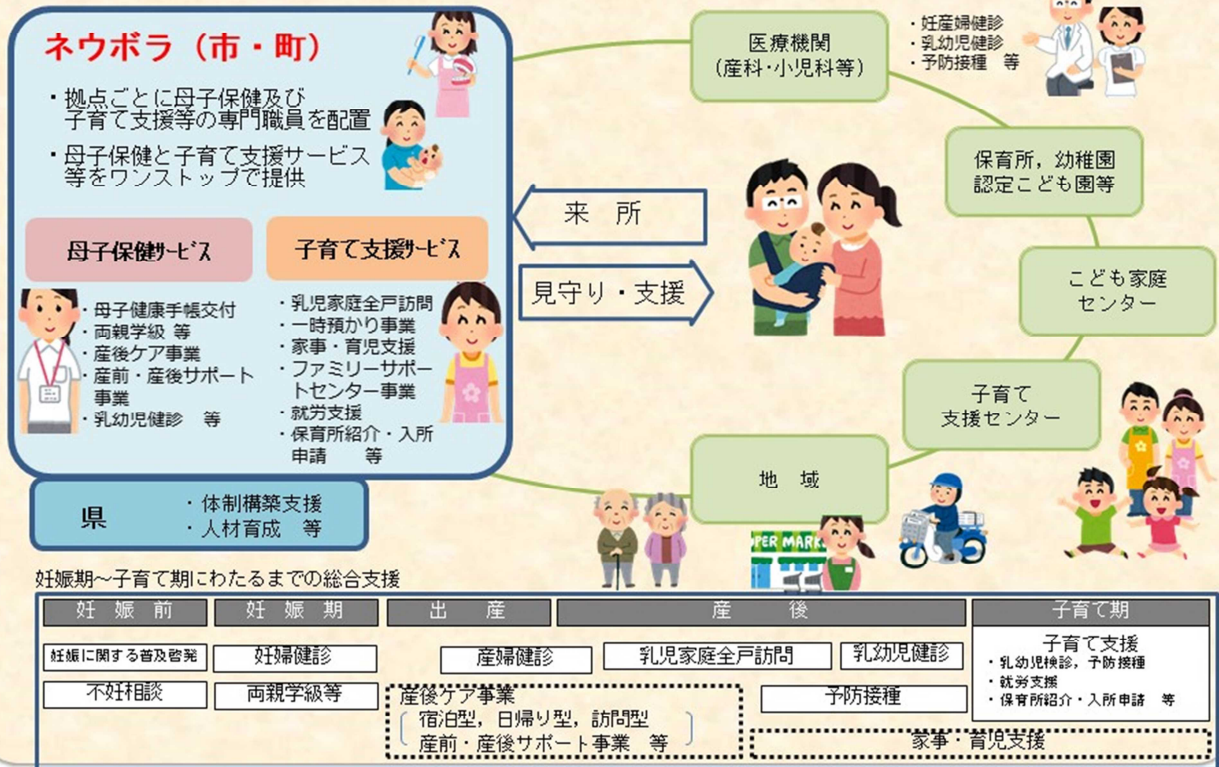 ネウボラ（市・町）
・拠点ごとに母子保健及び
子育て支援等の専門職員を配置
・母子保健と子育て支援サービス
等をワンストップで提供
母子保健ｻｰﾋﾞｽ
・母子健康手帳交付
・両親学級 等
・産後ケア事業
・産前・産後サポート
事業
・乳幼児健診　等
子育て支援ｻｰﾋﾞｽ
・乳児家庭全戸訪問
・一時預かり事業
・家事・育児支援
・ファミリーサポー
トセンター事業
・就労支援
・保育所紹介・入所
申請　　等
県
・体制構築支援
・人材育成　等
来　所
見守り・支援
医療機関
（産科・小児科等）
・妊産婦健診
・乳幼児健診
・予防接種　等
保育所，幼稚園
認定こども園等
こども家庭
センター
子育て
支援センター
地　域
PER MARK
妊娠期～子育て期にわたるまでの総合支援
妊　娠　前
妊　娠　期
出　産
産　後
子育て期
妊娠に関する普及啓発
不妊相談
妊婦健診
両親学級等
産婦健診
乳児家庭全戸訪問
乳幼児健診
産後ケア事業
宿泊型，日帰り型，訪問型
産前・産後サポート事業　等
予防接種
家事・育児支援
子育て支援
・乳幼児検診，予防接種
・就労支援
・保育所紹介・入所申請　等